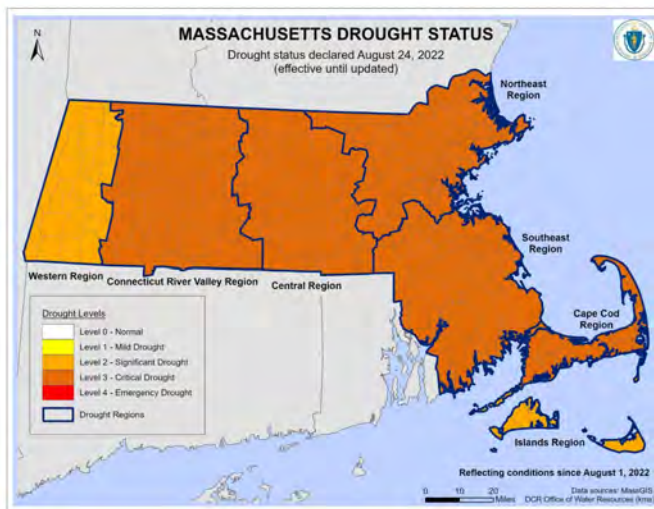 MASSACHUSETTS DROUGHT STATUS
Drought status declared August 24, 2022
(effective until updated)
N
Northeast
Region
Southeast
Region
Cape Cod
Region
Western Region
Connecticut River Valley Region
Central Region
Islands Region
Drought Levels
Level 0 - Normal
Level 1 - Mild Drought
Level 2 - Significant Drought
Level 3 - Critical Drought
Level 4 - Emergency Drought
Drought Regions
Reflecting conditions since August 1, 2022
0 10 20
Miles
Data sources: MassGIS
DCR Office of Water Resources (kms)